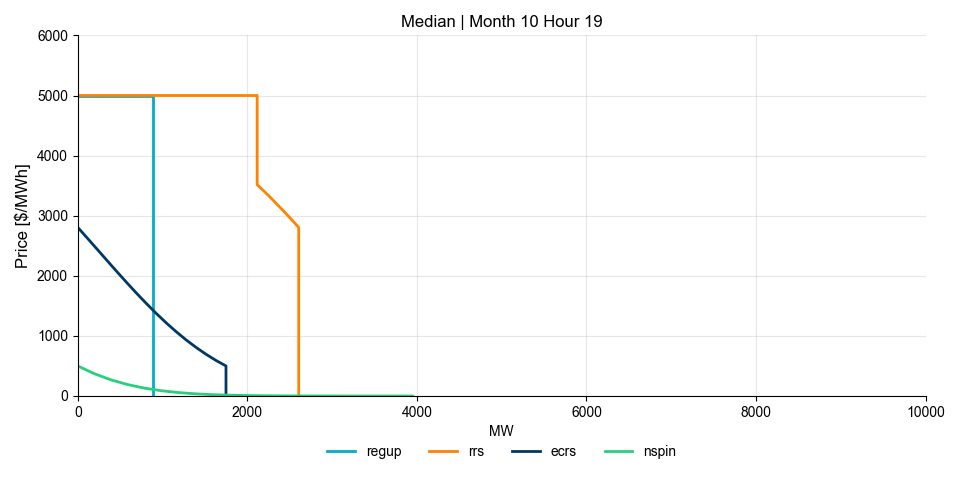 Median | Month 10 Hour 19
6000
5000
4000
3000
2000
1000
0
Price [$/MWh]
0 2000 4000 6000 8000 10000
MW
regup rrs ecrs nspin